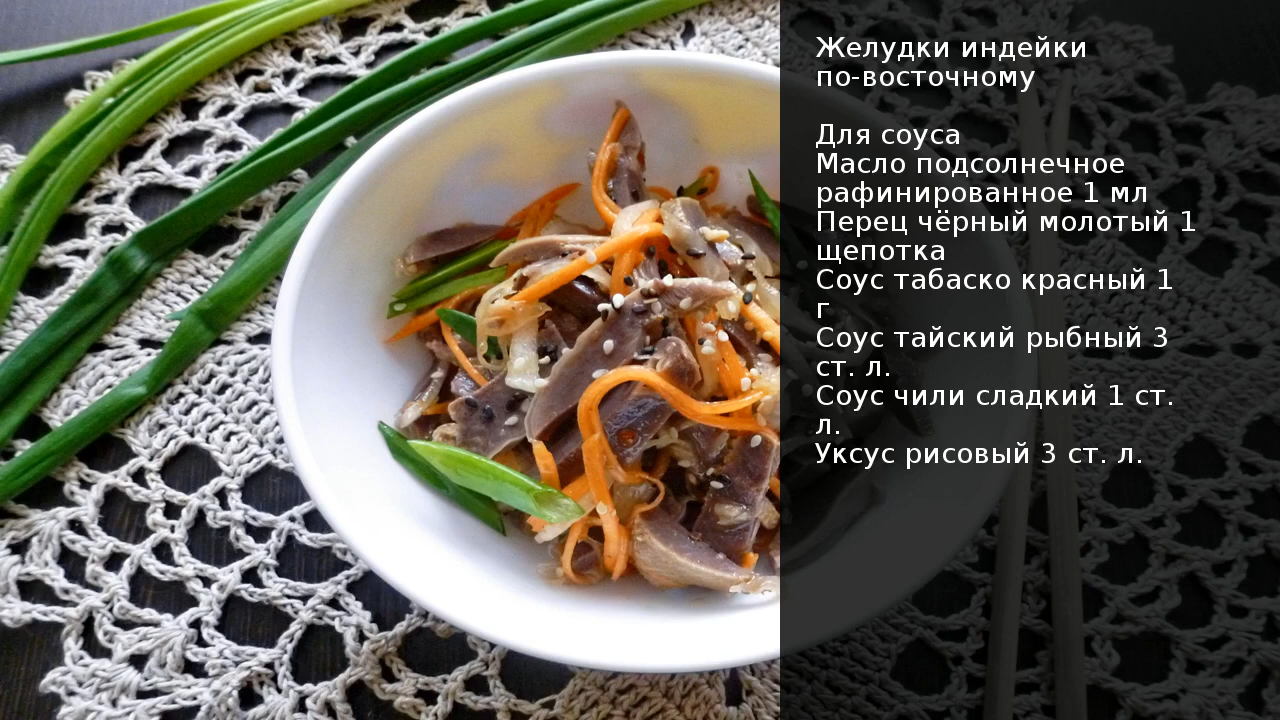 Желудки индейки
по-восточному
Для соуса
Масло подсолнечное
рафинированное 1 мл
Перец чёрный молотый 1
щепотка
Соус табаско красный 1
г
Соус тайский рыбный 3
ст. л.
Соус чили сладкий 1 ст.
л.
Уксус рисовый 3 ст. л.